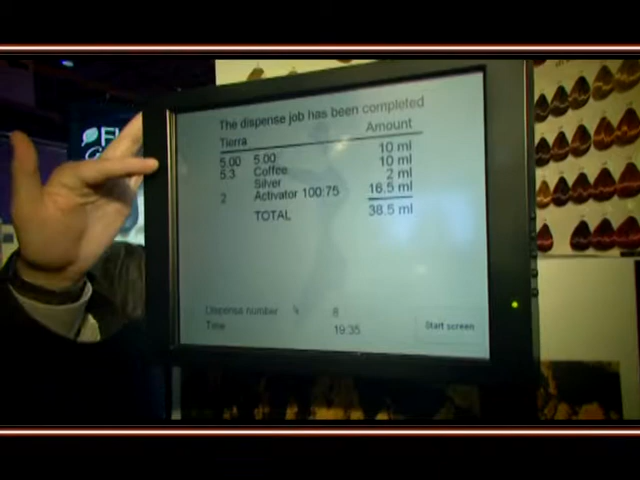 The dispense job has been completed
Tierra Amount
5.00 5.00 10 ml
5.3 Coffee 10 ml
Silver 2 ml
2 Activator 100:75 16.5 ml
TOTAL 38.5 ml
Dispense number 8
Time 19:35
Start screen